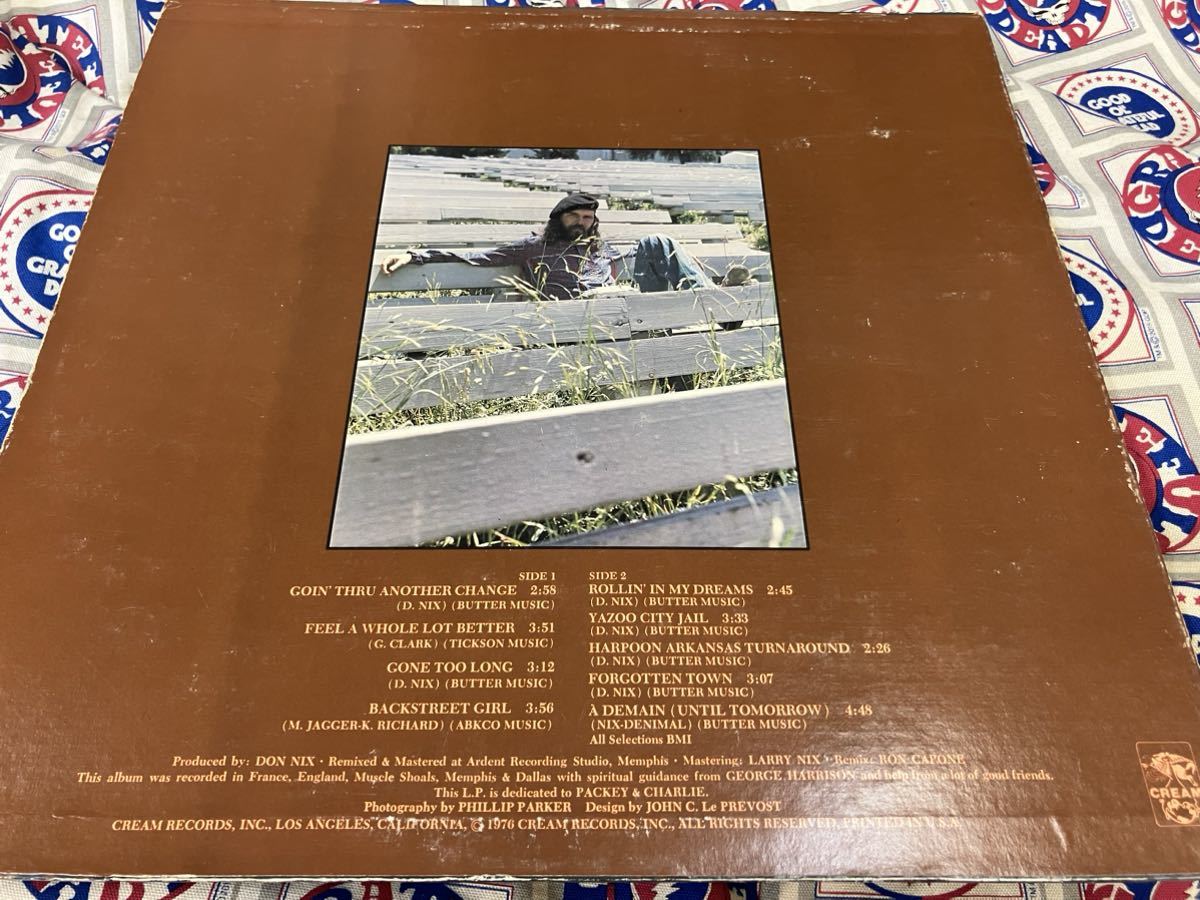 SIDE 1
GOIN' THRU ANOTHER CHANGE 2:58
(D. NIX) (BUTTER MUSIC)
FEEL A WHOLE LOT BETTER 3:51
(G. CLARK) (TICKSON MUSIC)
GONE TOO LONG 3:12
(D. NIX) (BUTTER MUSIC)
BACKSTREET GIRL 3:56
(M. JAGGER-K. RICHARD) (ABKCO MUSIC)
SIDE 2
ROLLIN' IN MY DREAMS 2:45
(D. NIX) (BUTTER MUSIC)
YAZOO CITY JAIL 3:33
(D. NIX) (BUTTER MUSIC)
HARPOON ARKANSAS TURNAROUND 2:26
(D. NIX) (BUTTER MUSIC)
FORGOTTEN TOWN 3:07
(D. NIX) (BUTTER MUSIC)
À DEMAIN (UNTIL TOMORROW) 4:48
(NIX-DENIMAL) (BUTTER MUSIC)
All Selections BMI
Produced by: DON NIX · Remixed & Mastered at Ardent Recording Studio, Memphis · Mastering: LARRY NIX · Remix: RON CAPONE
This album was recorded in France, England, Muscle Shoals, Memphis & Dallas with spiritual guidance from GEORGE HARRISON and help from a lot of good friends.
This L.P. is dedicated to PACKEY & CHARLIE.
Photography by PHILLIP PARKER Design by JOHN C. Le PREVOST
CREAM RECORDS, INC., LOS ANGELES, CALIFORNIA, © 1976 CREAM RECORDS, INC., ALL RIGHTS RESERVED, PRINTED IN U.S.A.
CREAM
GOOD
OL'
GRATEFUL
DEAD